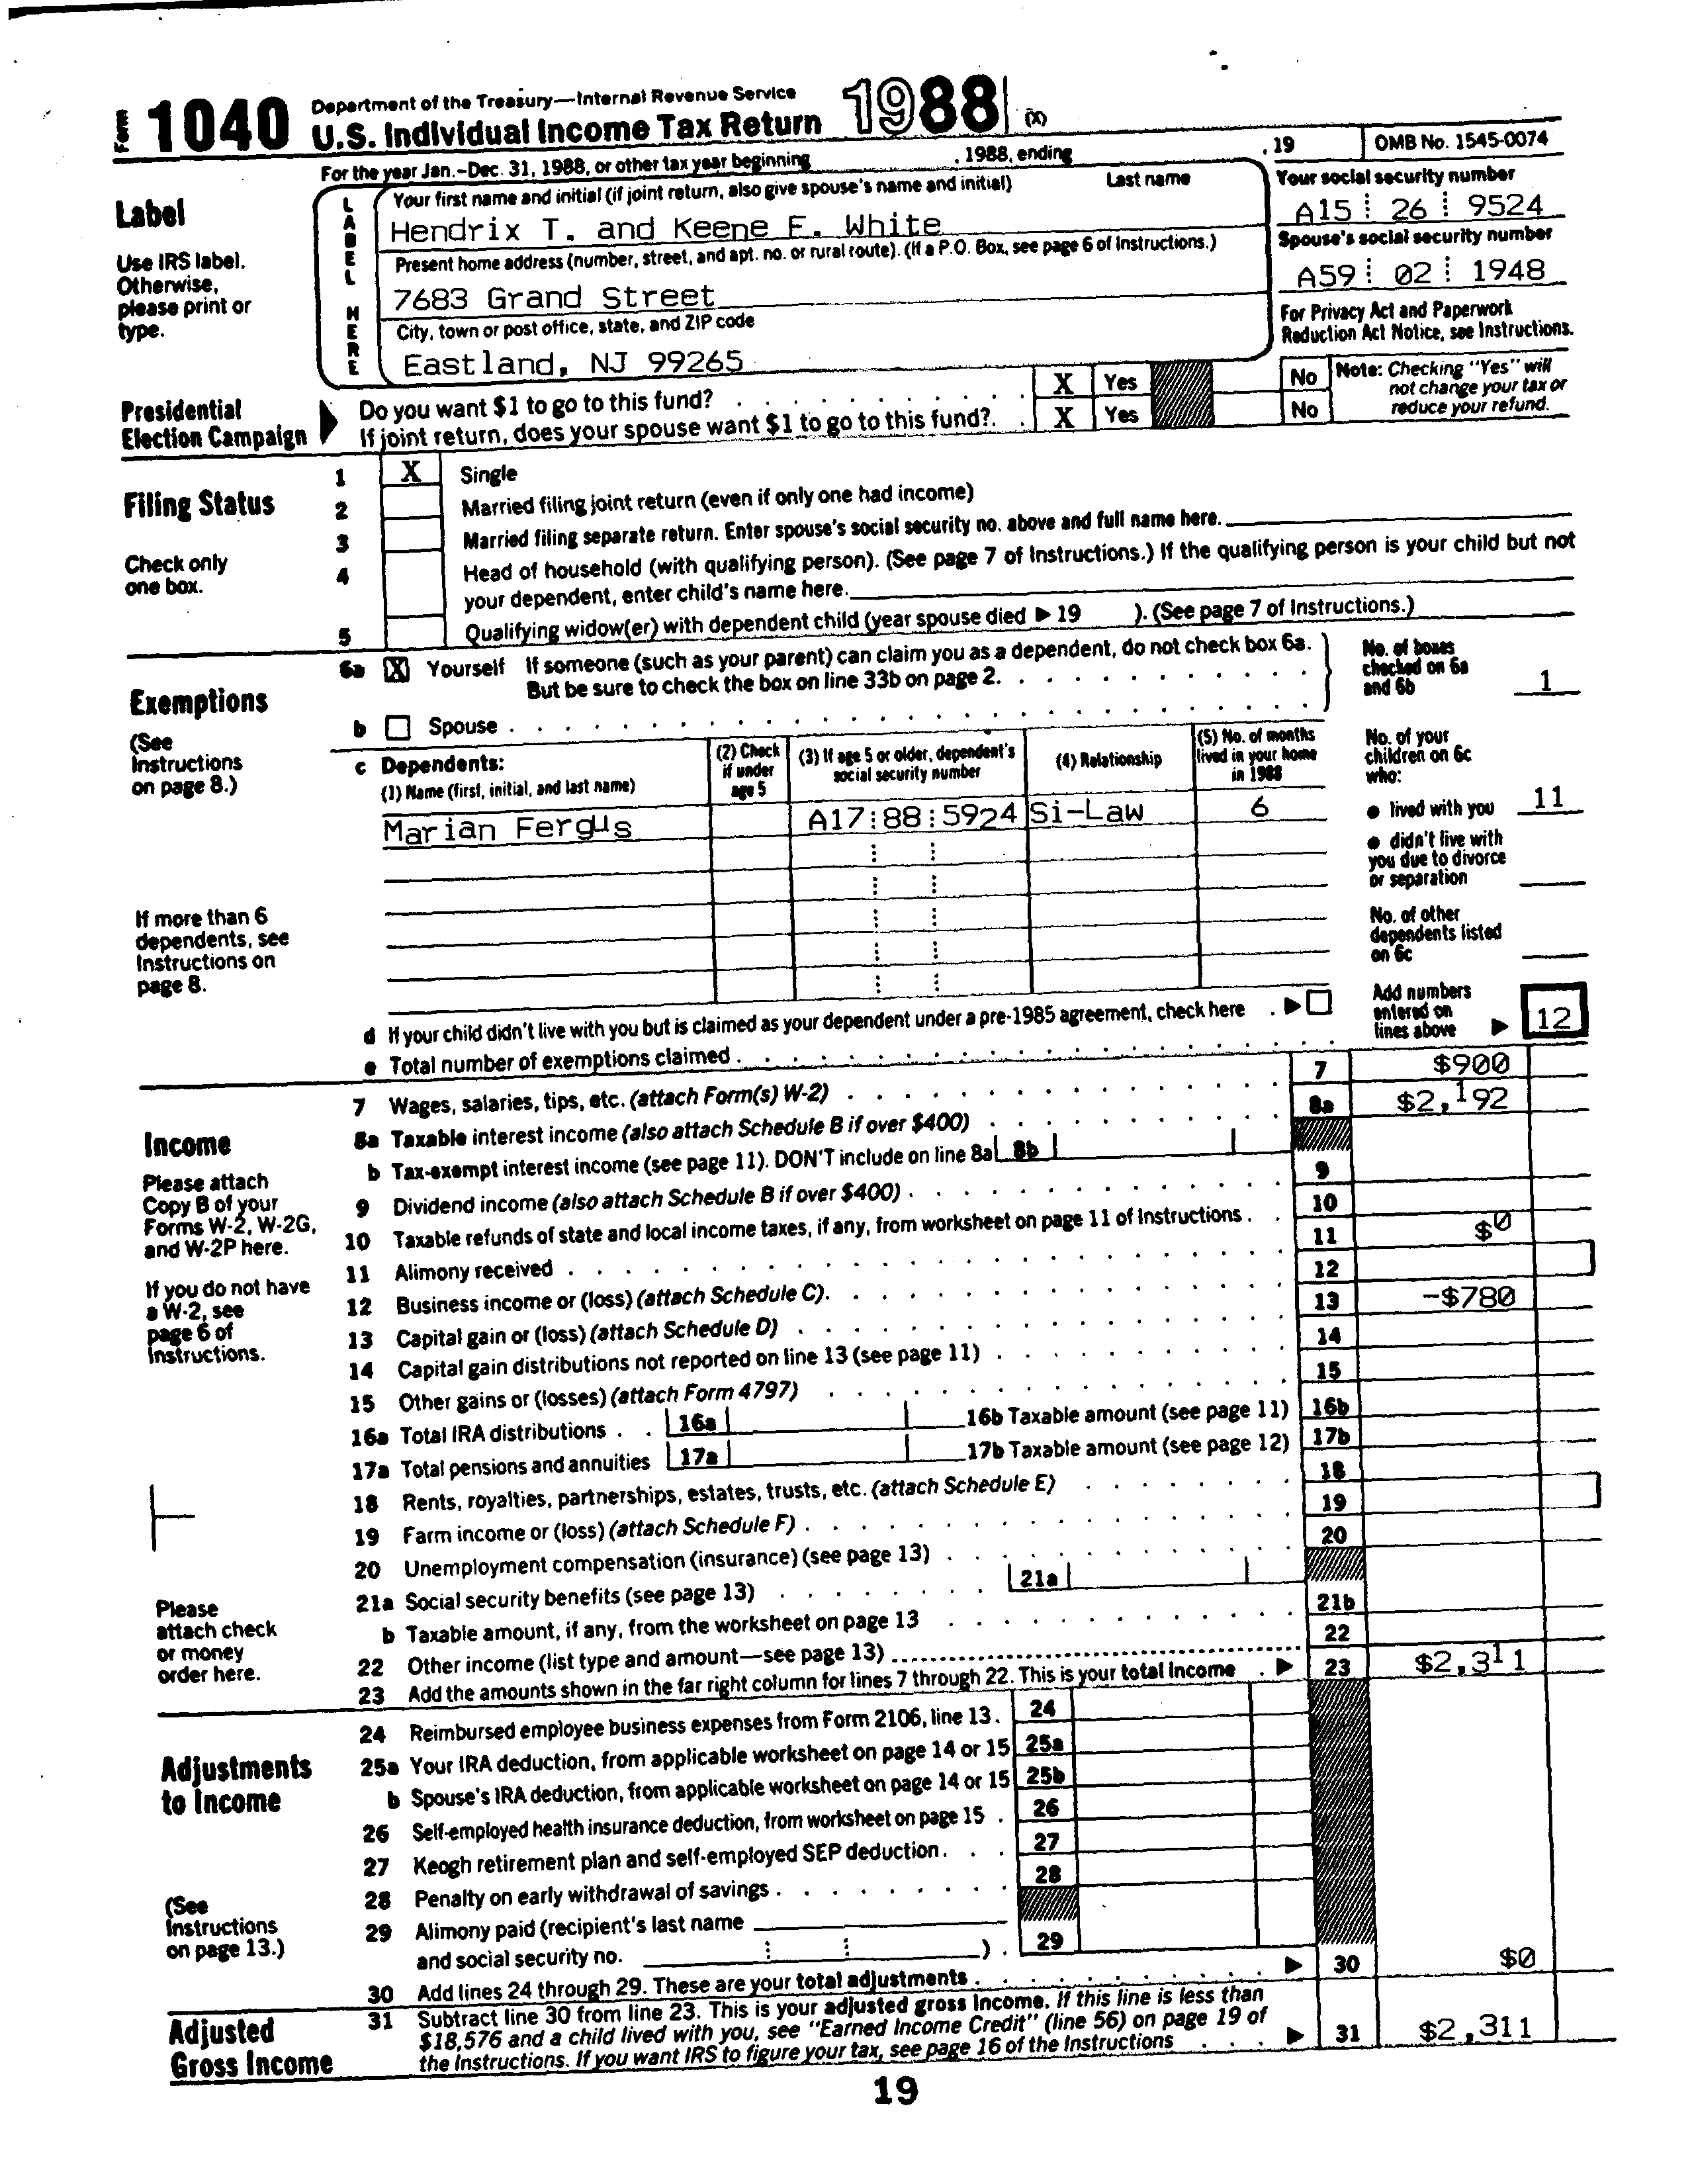 Form 1040 Department of the Treasury—Internal Revenue Service
U.S. Individual Income Tax Return 1988 (X)
For the year Jan.-Dec. 31, 1988, or other tax year beginning , 1988, ending , 19 OMB No. 1545-0074
Label
Use IRS label.
Otherwise,
please print or
type.
LABEL HERE
Your first name and initial (if joint return, also give spouse's name and initial) Last name
Hendrix T. and Keene E. White
Your social security number
A15 26 9524
Present home address (number, street, and apt. no. or rural route). (If a P.O. Box, see page 6 of Instructions.)
7683 Grand Street
Spouse's social security number
A59 02 1948
City, town or post office, state, and ZIP code
Eastland, NJ 99265
For Privacy Act and Paperwork
Reduction Act Notice, see Instructions.
Presidential
Election Campaign
Do you want $1 to go to this fund? X Yes No
If joint return, does your spouse want $1 to go to this fund?. X Yes No
Note: Checking "Yes" will
not change your tax or
reduce your refund.
Filing Status
Check only
one box.
1 X Single
2 Married filing joint return (even if only one had income)
3 Married filing separate return. Enter spouse's social security no. above and full name here.
4 Head of household (with qualifying person). (See page 7 of Instructions.) If the qualifying person is your child but not
your dependent, enter child's name here.
5 Qualifying widow(er) with dependent child (year spouse died ▶ 19 ). (See page 7 of Instructions.)
Exemptions
(See
Instructions
on page 8.)
6a X Yourself If someone (such as your parent) can claim you as a dependent, do not check box 6a.
But be sure to check the box on line 33b on page 2.
b Spouse
No. of boxes
checked on 6a
and 6b 1
c Dependents:
(1) Name (first, initial, and last name)
(2) Check
if under
age 5
(3) If age 5 or older, dependent's
social security number
(4) Relationship
(5) No. of months
lived in your home
in 1988
Marian Fergus A17 88 5924 Si-Law 6
No. of your
children on 6c
who:
● lived with you 11
● didn't live with
you due to divorce
or separation
No. of other
dependents listed
on 6c
If more than 6
dependents, see
Instructions on
page 8.
d If your child didn't live with you but is claimed as your dependent under a pre-1985 agreement, check here ▶
e Total number of exemptions claimed
Add numbers
entered on
lines above ▶ 12
Income
Please attach
Copy B of your
Forms W-2, W-2G,
and W-2P here.
If you do not have
a W-2, see
page 6 of
Instructions.
7 Wages, salaries, tips, etc. (attach Form(s) W-2) 7 $900
8a Taxable interest income (also attach Schedule B if over $400) 8a $2,192
b Tax-exempt interest income (see page 11). DON'T include on line 8a 8b
9 Dividend income (also attach Schedule B if over $400) 9
10 Taxable refunds of state and local income taxes, if any, from worksheet on page 11 of Instructions 10
11 Alimony received 11 $0
12 Business income or (loss) (attach Schedule C). 12
13 Capital gain or (loss) (attach Schedule D) 13 -$780
14 Capital gain distributions not reported on line 13 (see page 11) 14
15 Other gains or (losses) (attach Form 4797) 15
16a Total IRA distributions 16a 16b Taxable amount (see page 11) 16b
17a Total pensions and annuities 17a 17b Taxable amount (see page 12) 17b
18 Rents, royalties, partnerships, estates, trusts, etc. (attach Schedule E) 18
19 Farm income or (loss) (attach Schedule F) 19
20 Unemployment compensation (insurance) (see page 13) 20
21a Social security benefits (see page 13) 21a
b Taxable amount, if any, from the worksheet on page 13 21b
22 Other income (list type and amount—see page 13) 22
23 Add the amounts shown in the far right column for lines 7 through 22. This is your total income ▶ 23 $2,311
Please
attach check
or money
order here.
Adjustments
to Income
(See
Instructions
on page 13.)
24 Reimbursed employee business expenses from Form 2106, line 13. 24
25a Your IRA deduction, from applicable worksheet on page 14 or 15 25a
b Spouse's IRA deduction, from applicable worksheet on page 14 or 15 25b
26 Self-employed health insurance deduction, from worksheet on page 15 26
27 Keogh retirement plan and self-employed SEP deduction 27
28 Penalty on early withdrawal of savings 28
29 Alimony paid (recipient's last name
and social security no. ) 29
30 Add lines 24 through 29. These are your total adjustments ▶ 30 $0
Adjusted
Gross Income
31 Subtract line 30 from line 23. This is your adjusted gross income. If this line is less than
$18,576 and a child lived with you, see "Earned Income Credit" (line 56) on page 19 of
the Instructions. If you want IRS to figure your tax, see page 16 of the Instructions ▶ 31 $2,311
19